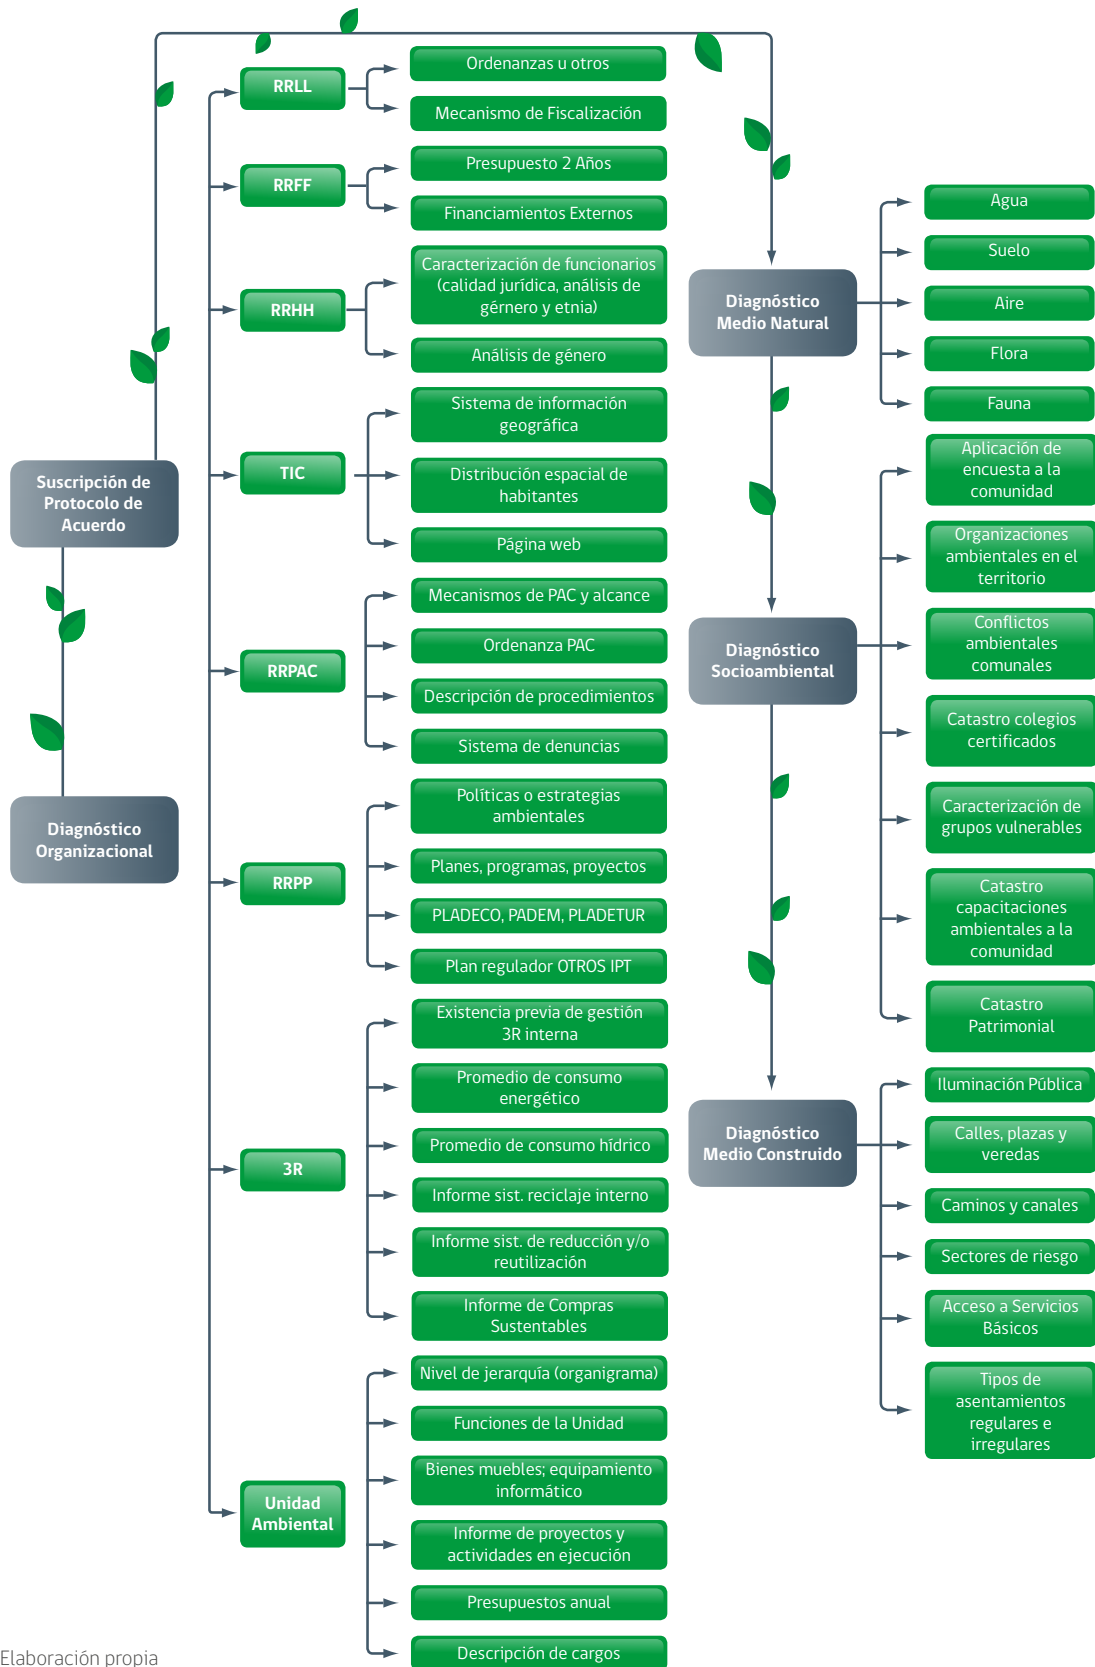 Suscripción de
Protocolo de
Acuerdo
Diagnóstico
Organizacional
RRLL
Ordenanzas u otros
Mecanismo de Fiscalización
RRFF
Presupuesto 2 Años
Financiamientos Externos
RRHH
Caracterización de funcionarios
(calidad jurídica, análisis de
gérnero y etnia)
Análisis de género
TIC
Sistema de información
geográfica
Distribución espacial de
habitantes
Página web
RRPAC
Mecanismos de PAC y alcance
Ordenanza PAC
Descripción de procedimientos
Sistema de denuncias
RRPP
Políticas o estrategias
ambientales
Planes, programas, proyectos
PLADECO, PADEM, PLADETUR
Plan regulador OTROS IPT
3R
Existencia previa de gestión
3R interna
Promedio de consumo
energético
Promedio de consumo hídrico
Informe sist. reciclaje interno
Informe sist. de reducción y/o
reutilización
Informe de Compras
Sustentables
Unidad
Ambiental
Nivel de jerarquía (organigrama)
Funciones de la Unidad
Bienes muebles; equipamiento
informático
Informe de proyectos y
actividades en ejecución
Presupuestos anual
Descripción de cargos
Diagnóstico
Medio Natural
Agua
Suelo
Aire
Flora
Fauna
Diagnóstico
Socioambiental
Aplicación de
encuesta a la
comunidad
Organizaciones
ambientales en el
territorio
Conflictos
ambientales
comunales
Catastro colegios
certificados
Caracterización de
grupos vulnerables
Catastro
capacitaciones
ambientales a la
comunidad
Catastro
Patrimonial
Diagnóstico
Medio Construido
Iluminación Pública
Calles, plazas y
veredas
Caminos y canales
Sectores de riesgo
Acceso a Servicios
Básicos
Tipos de
asentamientos
regulares e
irregulares
Elaboración propia